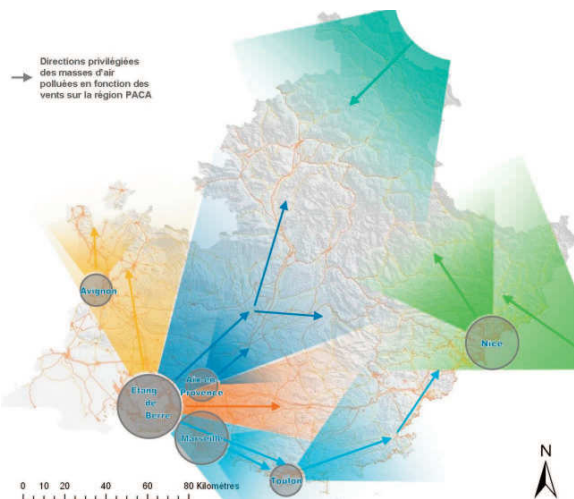 Directions privilégiées
des masses d'air
polluées en fonction des
vents sur la région PACA
Avignon
Nice
Aix-en-
Provence
Etang
de
Berre
Marseille
Toulon
N
0 10 20 40 60 80 Kilomètres